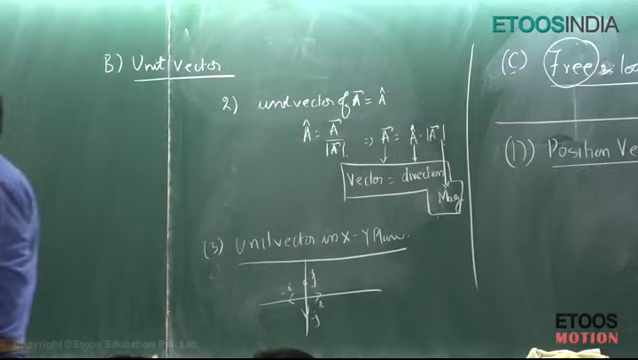 ETOOSINDIA
B) Unit vector
2) unit vector of A⃗ = Â
Â = A⃗ / |A⃗| ⇒ A⃗ = Â · |A⃗|
Vector = direction
Mag
(3) Unit vector in X-Y Plane.
j
-i i
-j
(C) Free &
(D) Position Ve
ETOOS
MOTION
Copyright ©Etoos Education Pvt. Ltd.